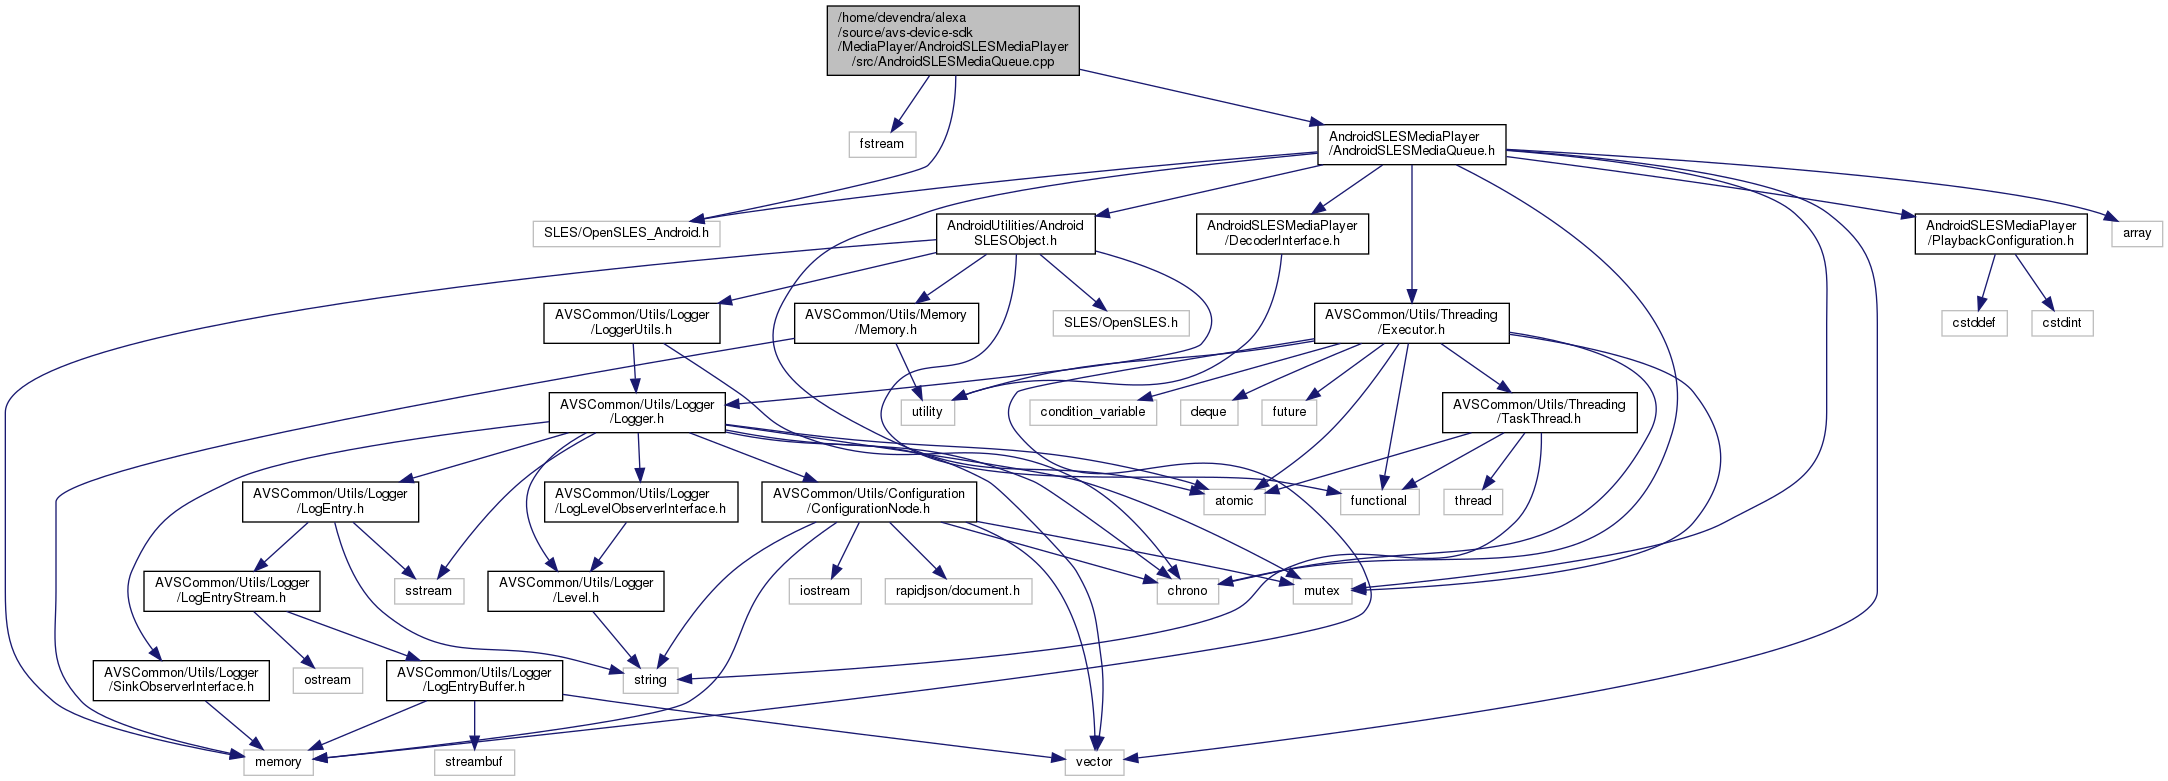 /home/devendra/alexa
/source/avs-device-sdk
/MediaPlayer/AndroidSLESMediaPlayer
/src/AndroidSLESMediaQueue.cpp
fstream
AndroidSLESMediaPlayer
/AndroidSLESMediaQueue.h
SLES/OpenSLES_Android.h
AndroidUtilities/Android
SLESObject.h
AndroidSLESMediaPlayer
/DecoderInterface.h
AndroidSLESMediaPlayer
/PlaybackConfiguration.h
array
AVSCommon/Utils/Logger
/LoggerUtils.h
AVSCommon/Utils/Memory
/Memory.h
SLES/OpenSLES.h
AVSCommon/Utils/Threading
/Executor.h
cstddef
cstdint
AVSCommon/Utils/Logger
/Logger.h
utility
condition_variable
deque
future
AVSCommon/Utils/Threading
/TaskThread.h
AVSCommon/Utils/Logger
/LogEntry.h
AVSCommon/Utils/Logger
/LogLevelObserverInterface.h
AVSCommon/Utils/Configuration
/ConfigurationNode.h
atomic
functional
thread
AVSCommon/Utils/Logger
/LogEntryStream.h
sstream
AVSCommon/Utils/Logger
/Level.h
iostream
rapidjson/document.h
chrono
mutex
AVSCommon/Utils/Logger
/SinkObserverInterface.h
ostream
AVSCommon/Utils/Logger
/LogEntryBuffer.h
string
memory
streambuf
vector